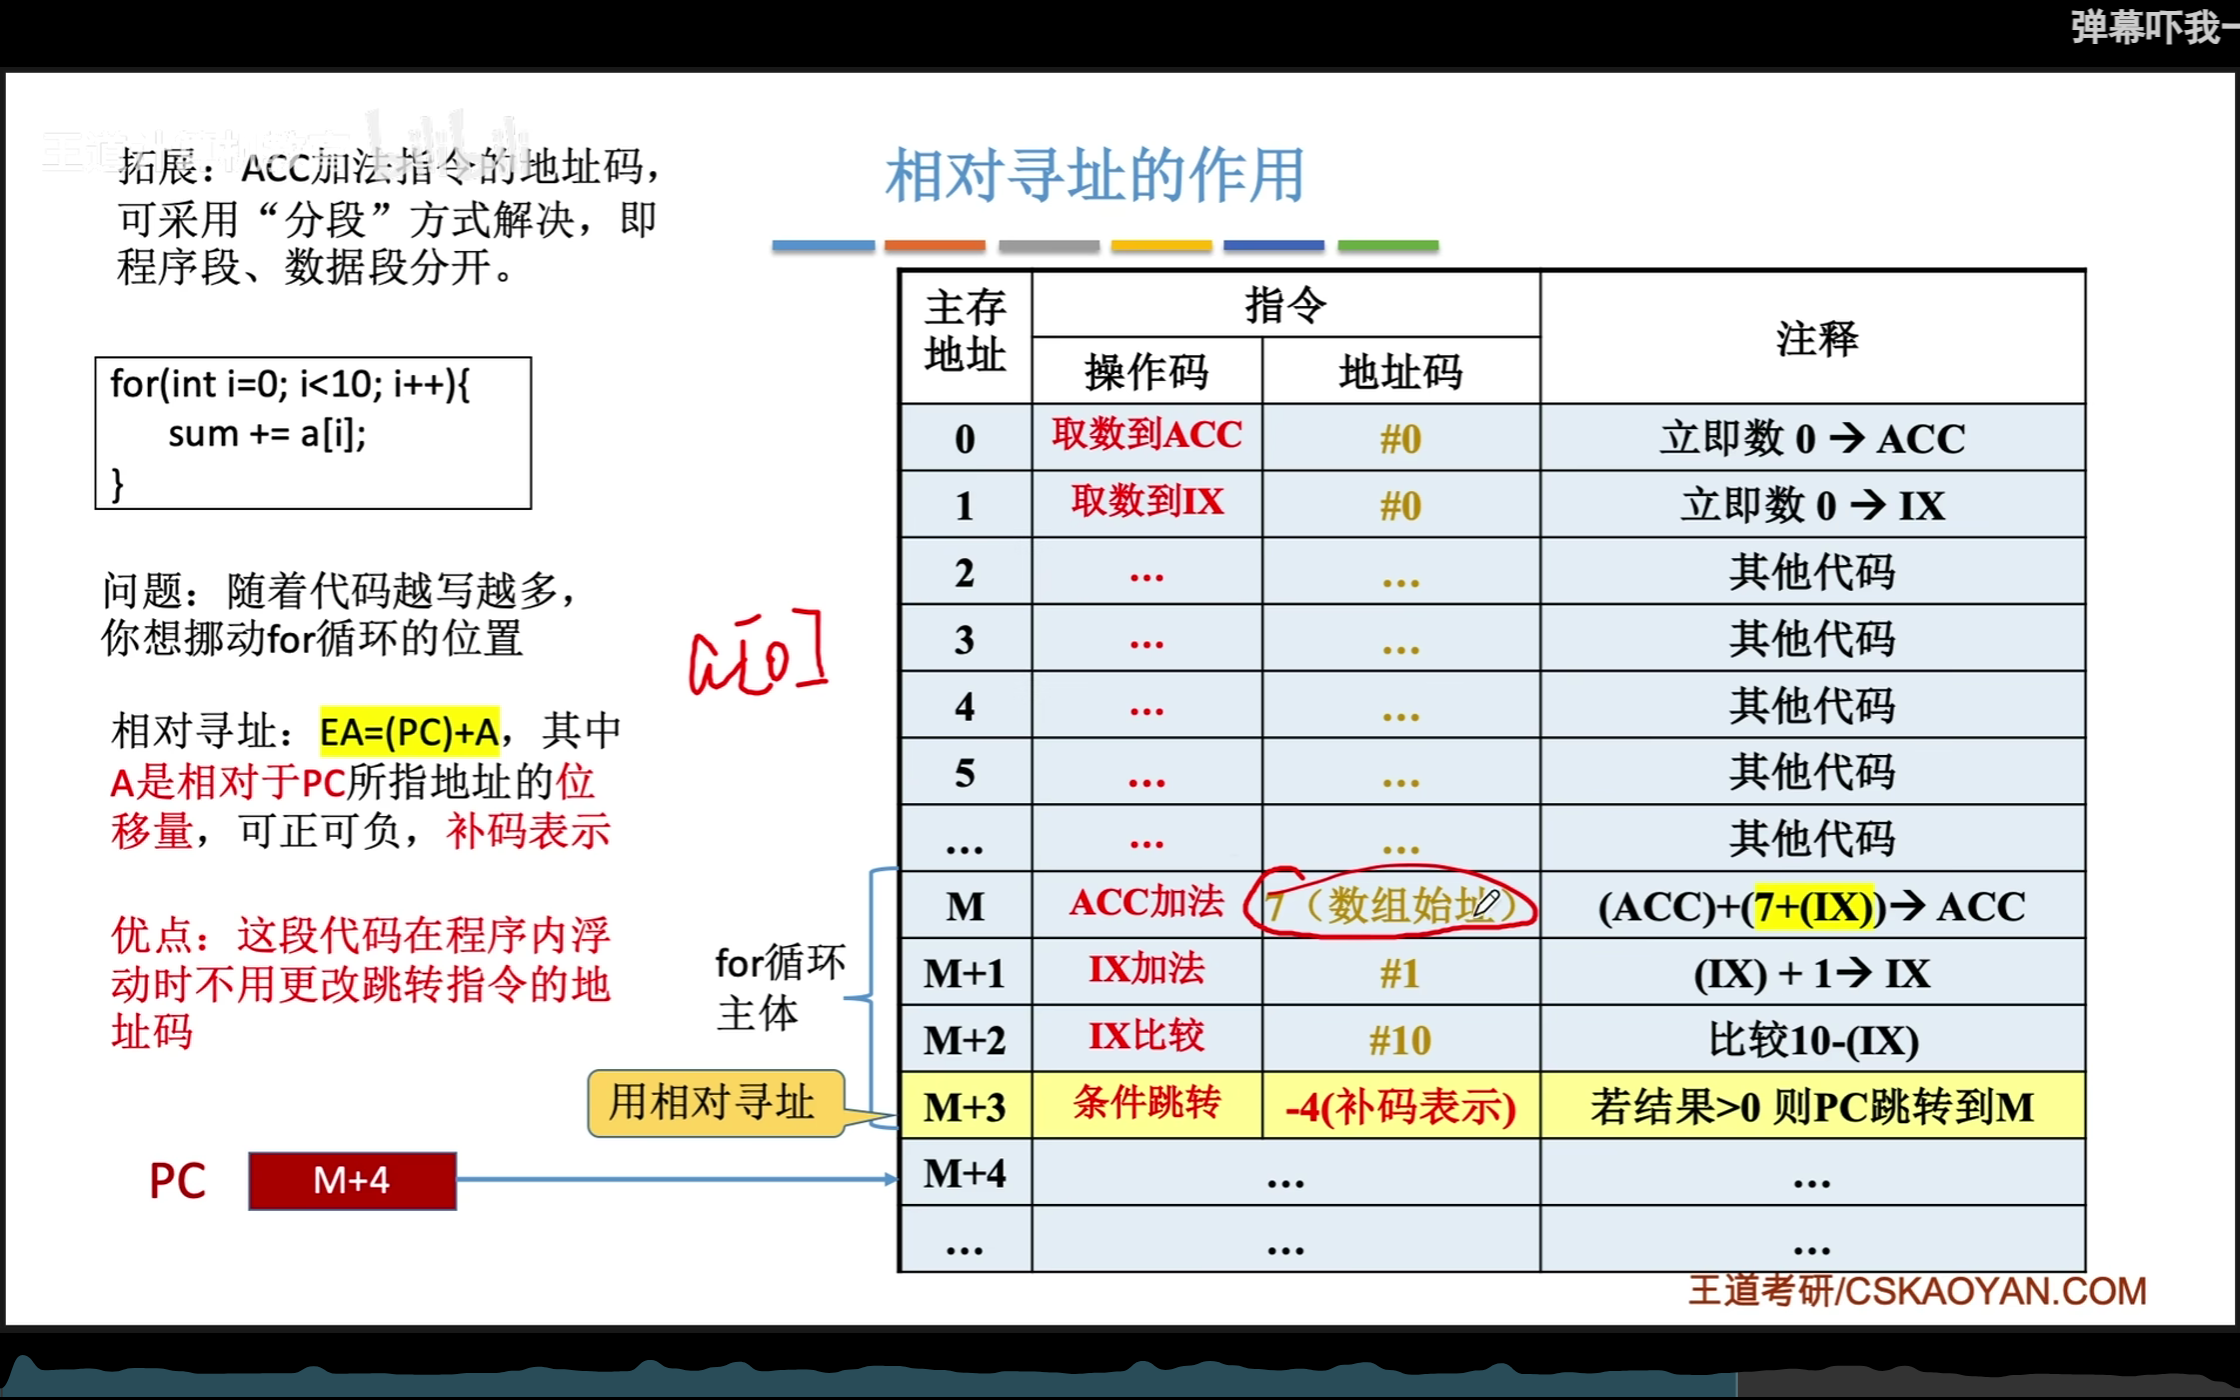 弹幕吓我一
王道计算机教育
拓展：ACC加法指令的地址码，
可采用“分段”方式解决，即
程序段、数据段分开。
相对寻址的作用
for(int i=0; i<10; i++){
sum += a[i];
}
问题：随着代码越写越多，
你想挪动for循环的位置
a[0]
相对寻址：EA=(PC)+A，其中
A是相对于PC所指地址的位
移量，可正可负，补码表示
优点：这段代码在程序内浮
动时不用更改跳转指令的地
址码
for循环
主体
用相对寻址
PC M+4
主存
地址 指令 注释
操作码 地址码
0 取数到ACC #0 立即数 0 → ACC
1 取数到IX #0 立即数 0 → IX
2 ... ... 其他代码
3 ... ... 其他代码
4 ... ... 其他代码
5 ... ... 其他代码
... ... ... 其他代码
M ACC加法 7（数组始址） (ACC)+(7+(IX))→ ACC
M+1 IX加法 #1 (IX) + 1→ IX
M+2 IX比较 #10 比较10-(IX)
M+3 条件跳转 -4(补码表示) 若结果>0 则PC跳转到M
M+4 ... ...
... ... ...
王道考研/CSKAOYAN.COM